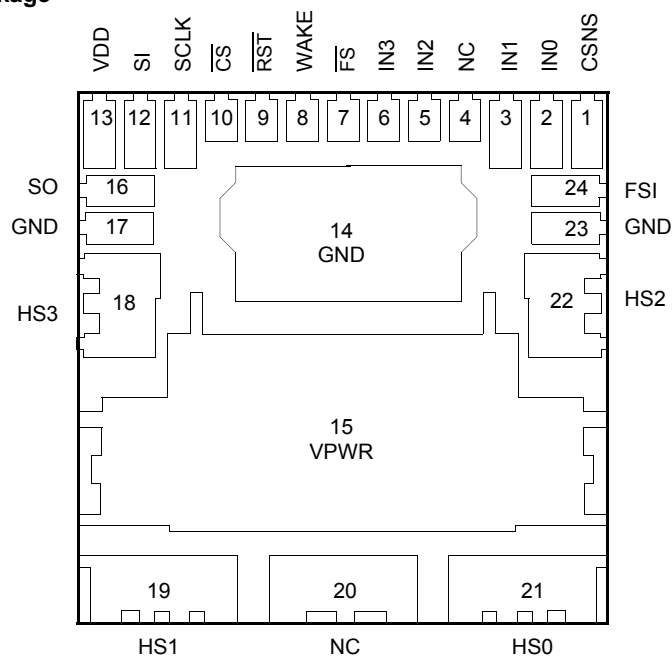 VDD SI SCLK CS RST WAKE FS IN3 IN2 NC IN1 IN0 CSNS
13 12 11 10 9 8 7 6 5 4 3 2 1
SO 16 24 FSI
GND 17 14 23 GND
GND
HS3 18 22 HS2
15
VPWR
19 20 21
HS1 NC HS0